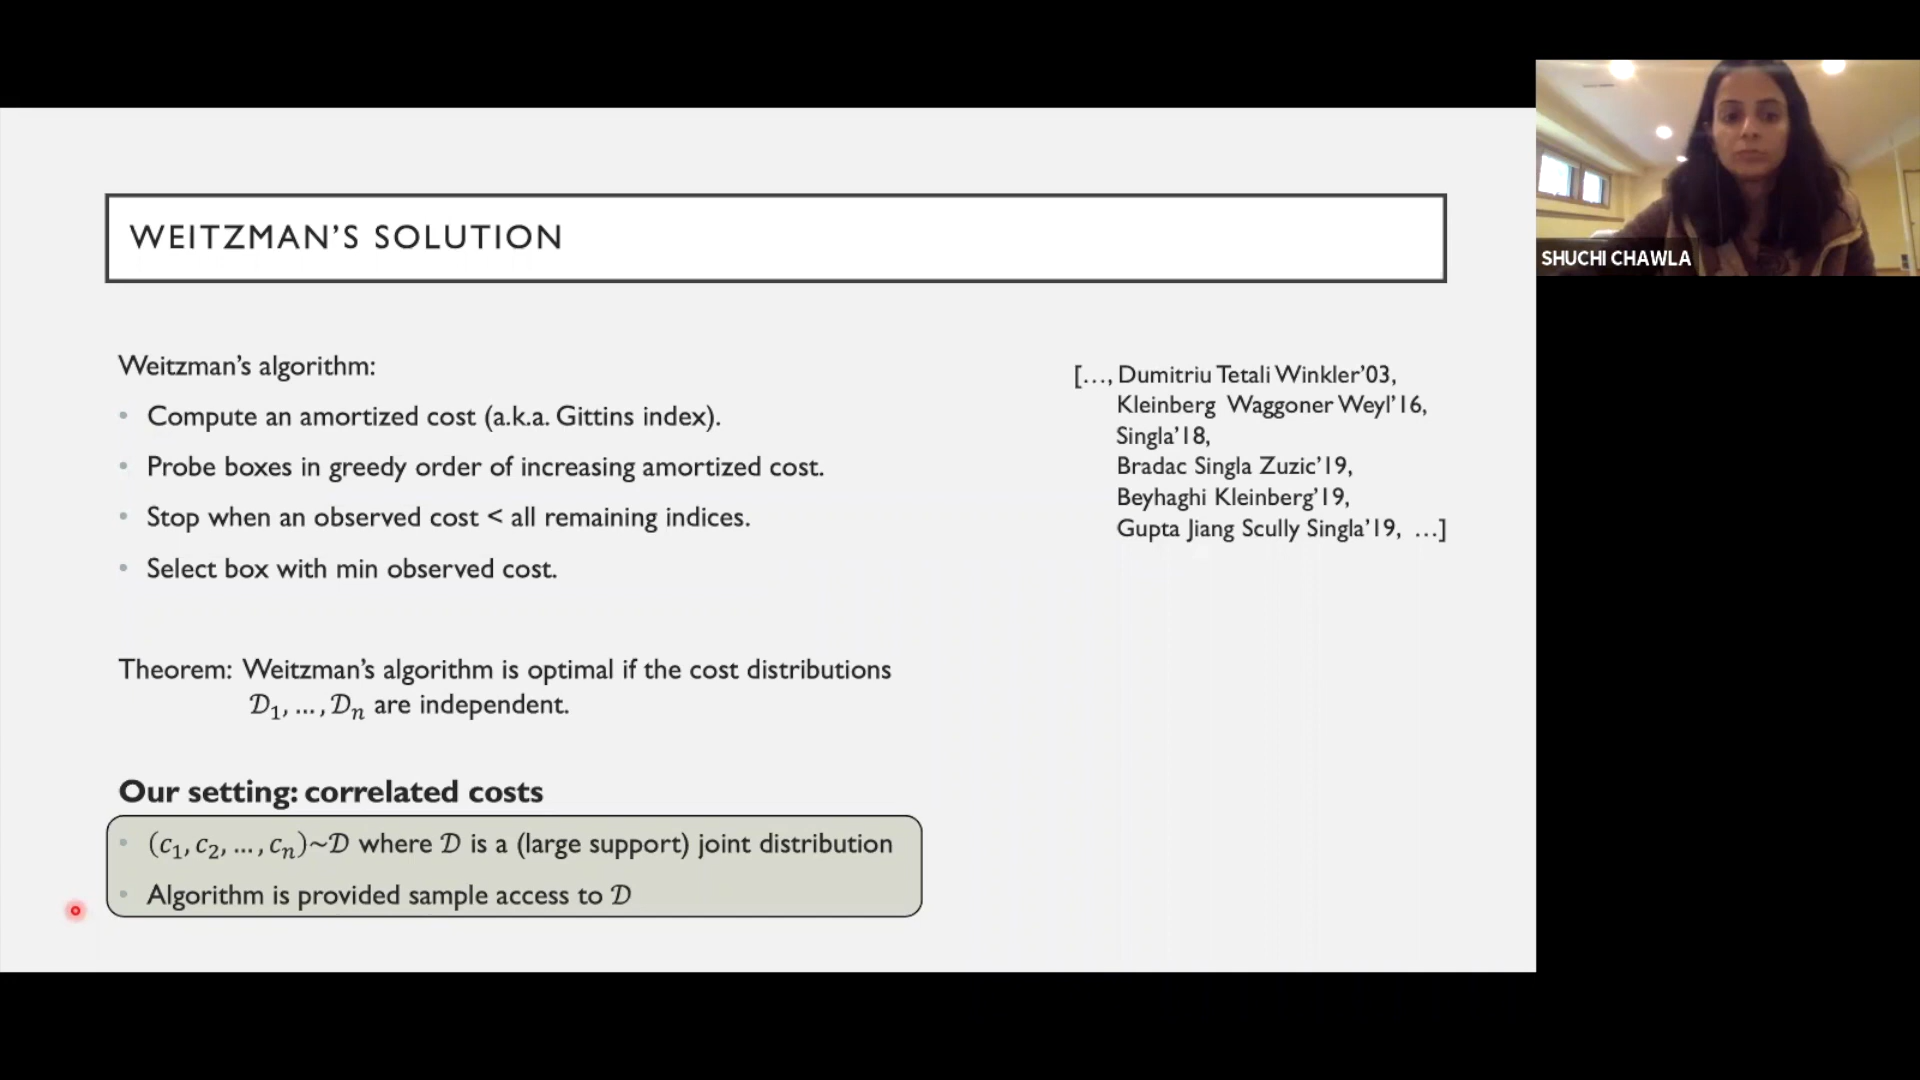 WEITZMAN'S SOLUTION
Weitzman's algorithm:
• Compute an amortized cost (a.k.a. Gittins index).
• Probe boxes in greedy order of increasing amortized cost.
• Stop when an observed cost < all remaining indices.
• Select box with min observed cost.
[…, Dumitriu Tetali Winkler'03,
Kleinberg Waggoner Weyl'16,
Singla'18,
Bradac Singla Zuzic'19,
Beyhaghi Kleinberg'19,
Gupta Jiang Scully Singla'19, …]
Theorem: Weitzman's algorithm is optimal if the cost distributions
𝒟₁, … , 𝒟ₙ are independent.
Our setting: correlated costs
• (c₁, c₂, … , cₙ)~𝒟 where 𝒟 is a (large support) joint distribution
• Algorithm is provided sample access to 𝒟
SHUCHI CHAWLA